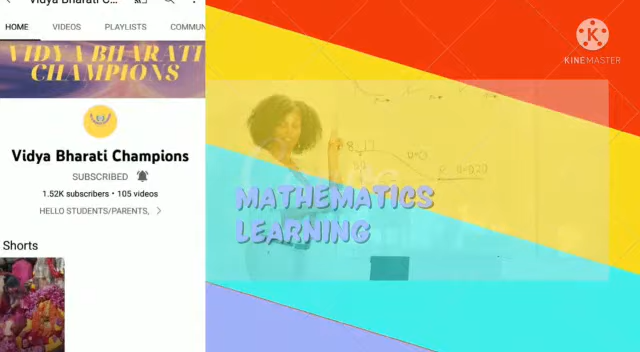 Vidya Bharati C...
HOME VIDEOS PLAYLISTS COMMUN
VIDYA BHARATI
CHAMPIONS
Vidya Bharati Champions
SUBSCRIBED
1.52K subscribers • 105 videos
HELLO STUDENTS/PARENTS,
Shorts
K
KINEMASTER
MATHEMATICS
LEARNING